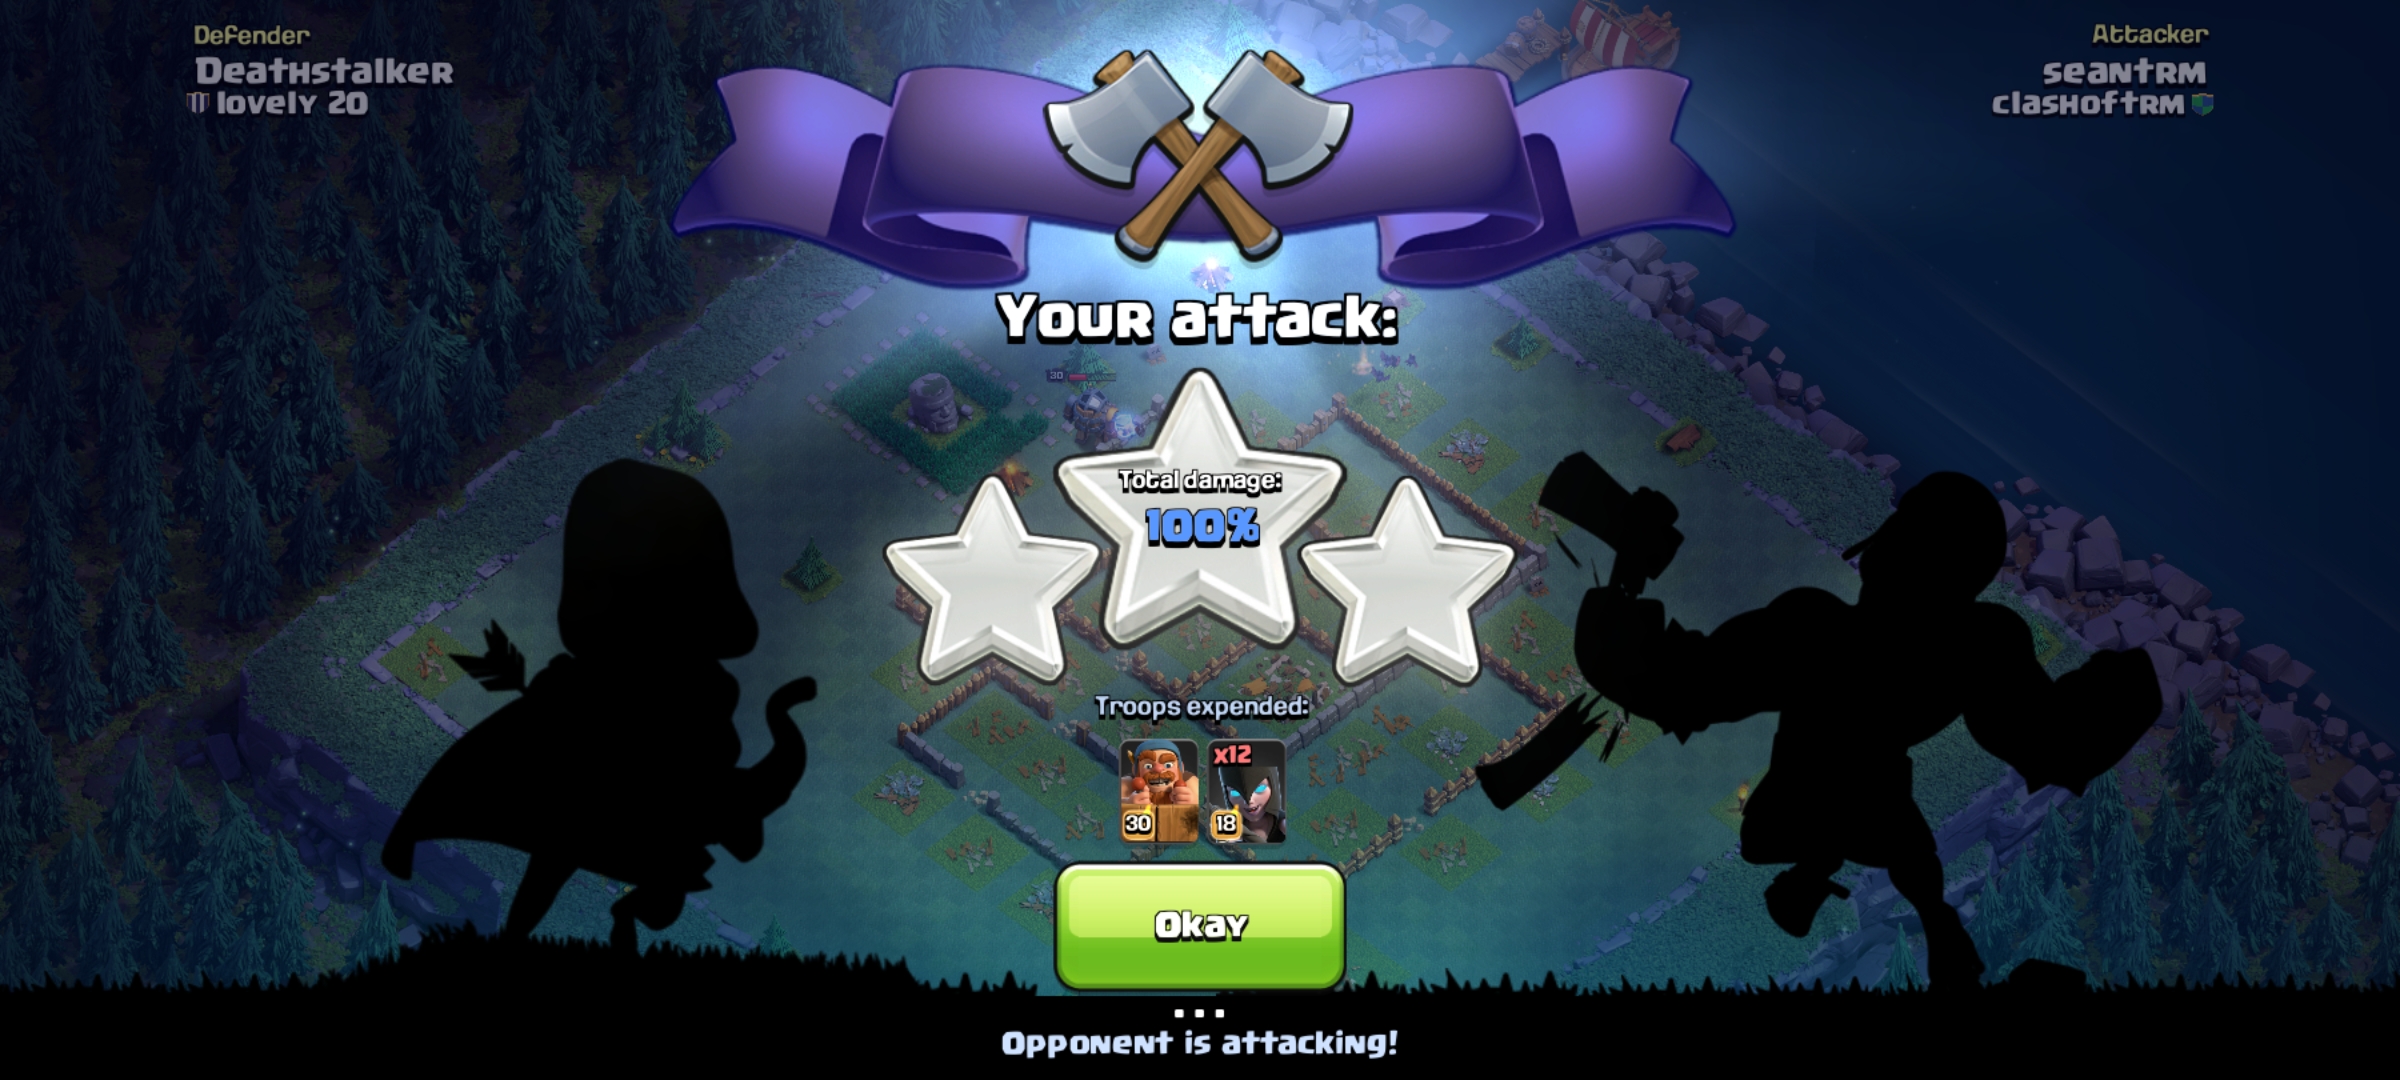 Defender
Deathstalker
lovely 20
Attacker
seantrm
clashoftrm
Your attack:
30
Total damage:
100%
Troops expended:
x12
30
18
Okay
...
Opponent is attacking!